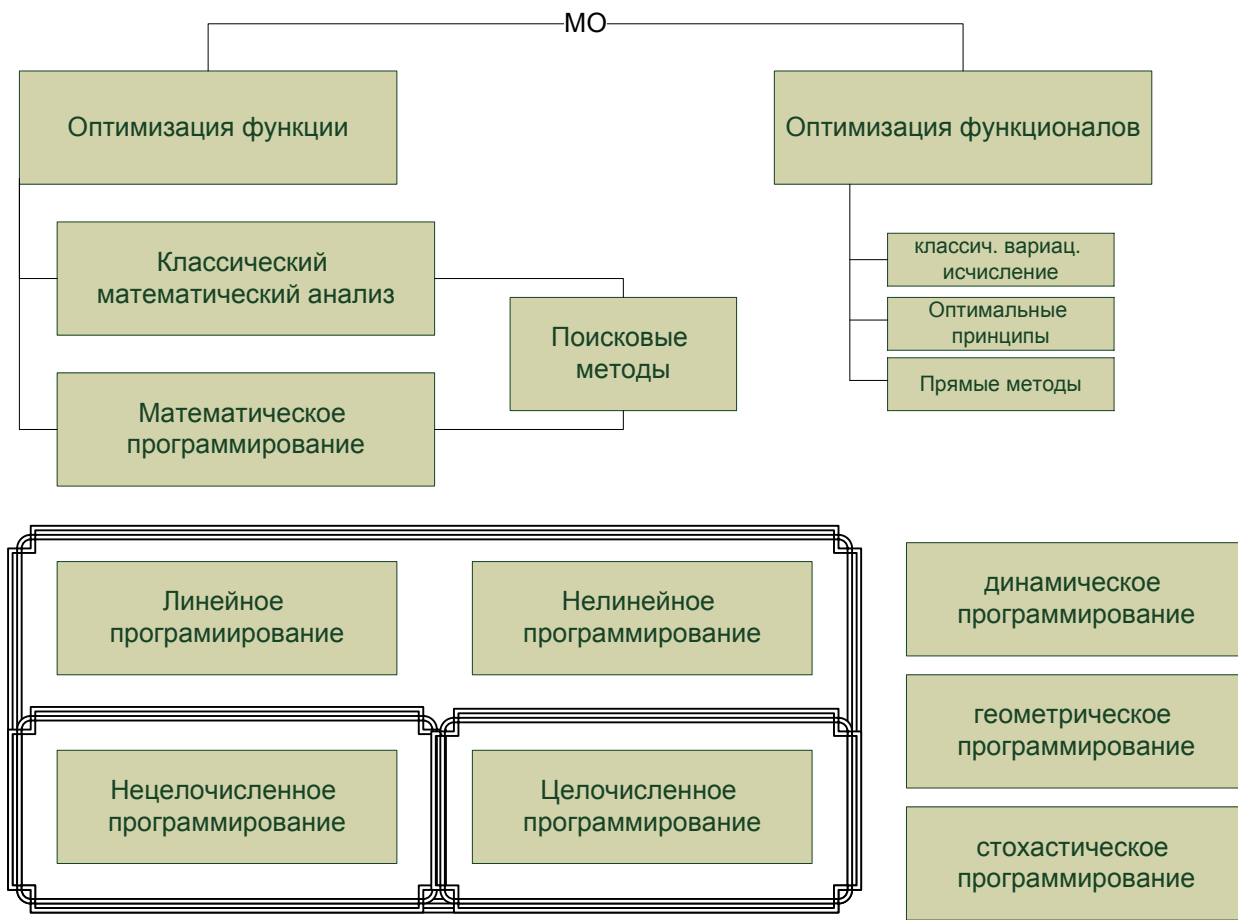 МО
Оптимизация функции
Оптимизация функционалов
Классический
математический анализ
Поисковые
методы
Математическое
программирование
классич. вариац.
исчисление
Оптимальные
принципы
Прямые методы
Линейное
програмиирование
Нелинейное
программирование
Нецелочисленное
программирование
Целочисленное
программирование
динамическое
программирование
геометрическое
программирование
стохастическое
программирование